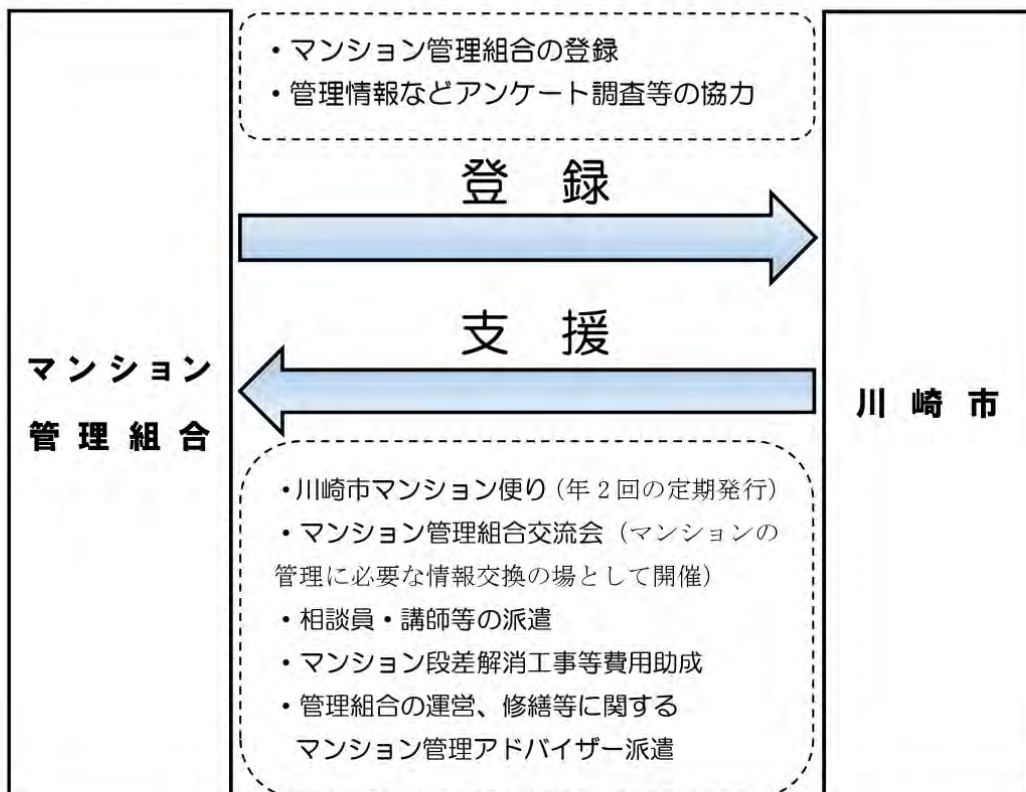 ・マンション管理組合の登録
・管理情報などアンケート調査等の協力
登 録
支 援
マンション
管理組合
川崎市
・川崎市マンション便り(年2回の定期発行)
・マンション管理組合交流会(マンションの
管理に必要な情報交換の場として開催)
・相談員・講師等の派遣
・マンション段差解消工事等費用助成
・管理組合の運営、修繕等に関する
マンション管理アドバイザー派遣